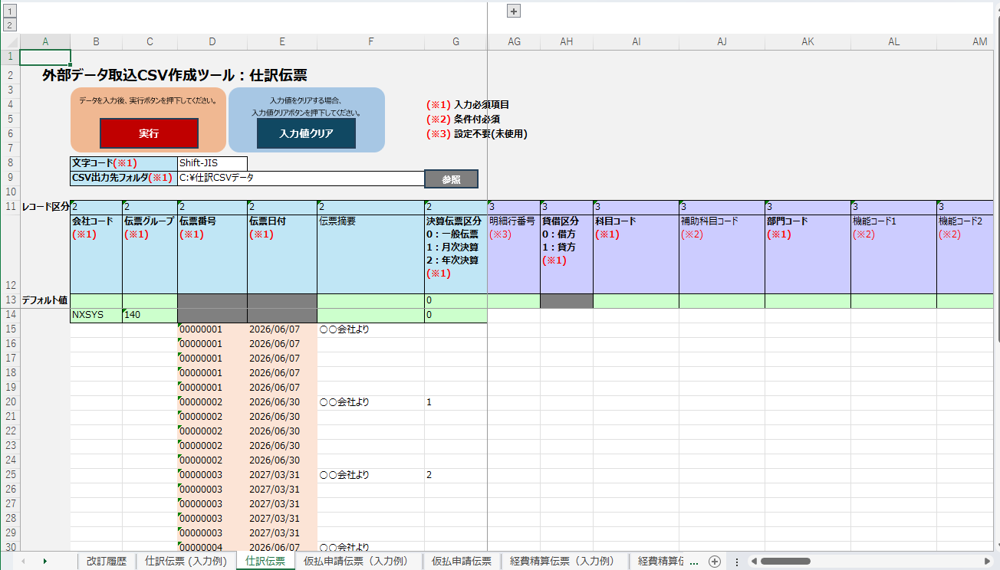 1
2
+
A B C D E F G AG AH AI AJ AK AL AM
1
2 外部データ取込CSV作成ツール：仕訳伝票
3 データを入力後、実行ボタンを押下してください。 入力値をクリアする場合、
4 入力値クリアボタンを押下してください。 (※1) 入力必須項目
5 (※2) 条件付必須
6 実行 入力値クリア (※3) 設定不要(未使用)
7
8 文字コード(※1) Shift-JIS
9 CSV出力先フォルダ(※1) C:¥仕訳CSVデータ 参照
10
11 レコード区分 2 2 2 2 2 2 3 3 3 3 3 3 3
会社コード 伝票グループ 伝票番号 伝票日付 伝票摘要 決算伝票区分 明細行番号 貸借区分 科目コード 補助科目コード 部門コード 機能コード1 機能コード2
(※1) (※1) (※1) (※1) 0：一般伝票 (※3) 0：借方 (※1) (※2) (※1) (※2) (※2)
1：月次決算 1：貸方
2：年次決算 (※1)
(※1)
12
13 デフォルト値 0
14 NXSYS 140 0
15 00000001 2026/06/07 〇〇会社より
16 00000001 2026/06/07
17 00000001 2026/06/07
18 00000001 2026/06/07
19 00000001 2026/06/07
20 00000002 2026/06/30 〇〇会社より 1
21 00000002 2026/06/30
22 00000002 2026/06/30
23 00000002 2026/06/30
24 00000002 2026/06/30
25 00000003 2027/03/31 〇〇会社より 2
26 00000003 2027/03/31
27 00000003 2027/03/31
28 00000003 2027/03/31
29 00000003 2027/03/31
30 00000004 2026/06/07 〇〇会社より
改訂履歴 仕訳伝票 (入力例) 仕訳伝票 仮払申請伝票（入力例） 仮払申請伝票 経費精算伝票（入力例） 経費精算伝 ...